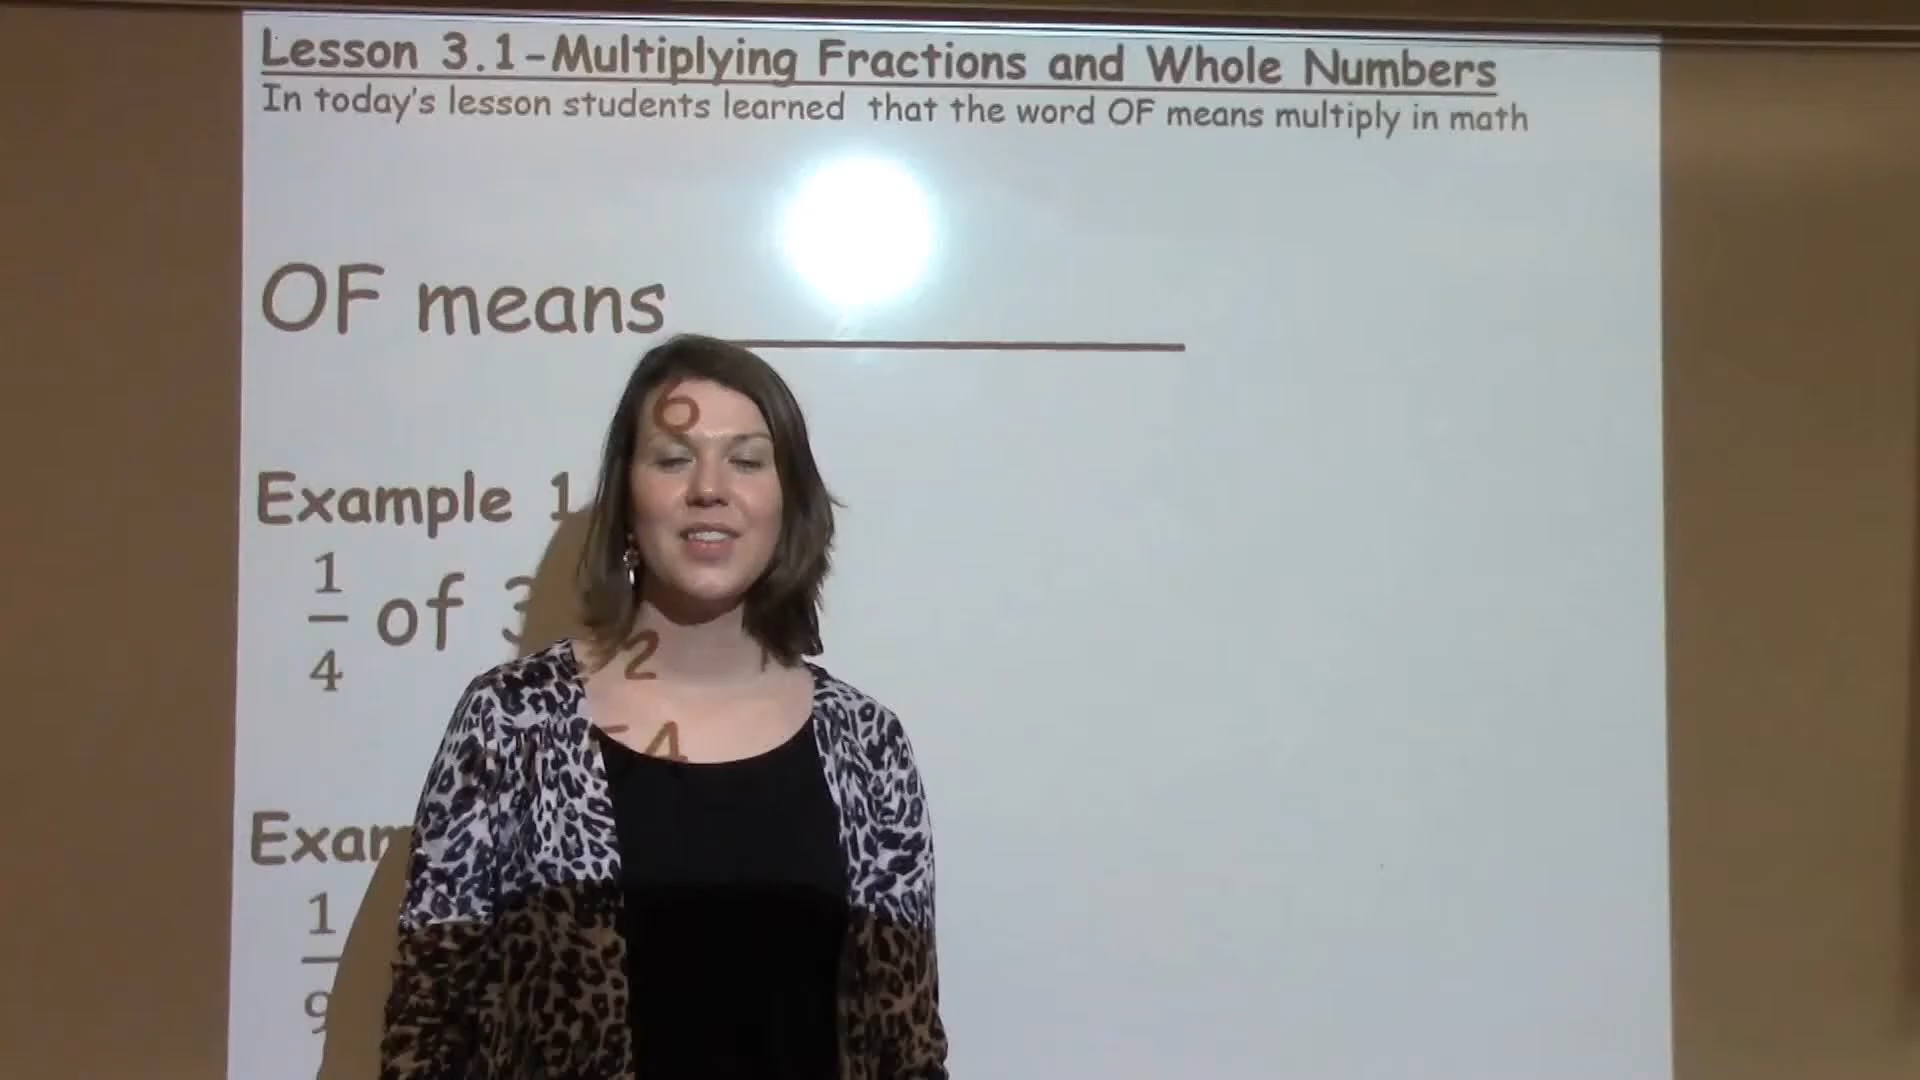 Lesson 3.1-Multiplying Fractions and Whole Numbers
In today's lesson students learned that the word OF means multiply in math
OF means
6
Example 1
1
4
of 3
2
4
1
9